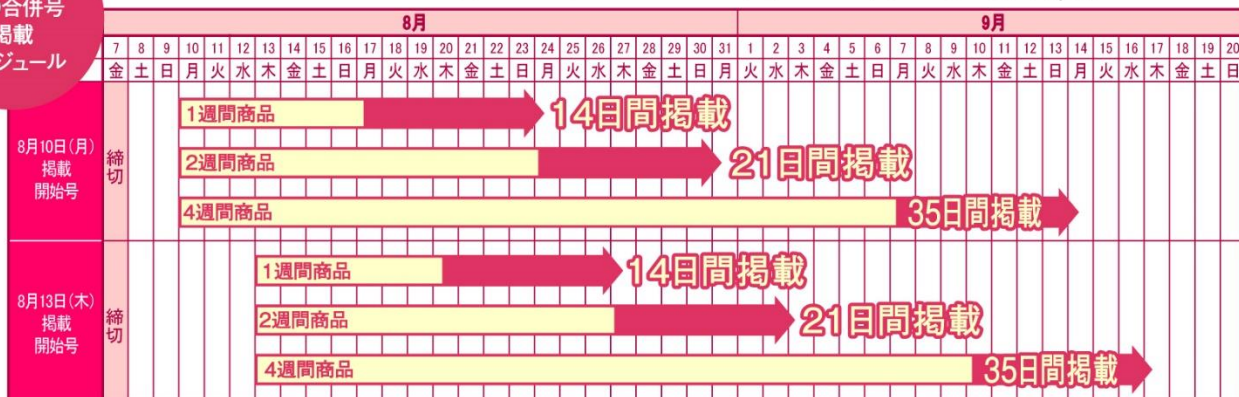 合併号
掲載
ジュール
8月 9月
7 8 9 10 11 12 13 14 15 16 17 18 19 20 21 22 23 24 25 26 27 28 29 30 31 1 2 3 4 5 6 7 8 9 10 11 12 13 14 15 16 17 18 19 20
金 土 日 月 火 水 木 金 土 日 月 火 水 木 金 土 日 月 火 水 木 金 土 日 月 火 水 木 金 土 日 月 火 水 木 金 土 日 月 火 水 木 金 土 日
8月10日(月)
掲載
開始号
締切
1週間商品 14日間掲載
2週間商品 21日間掲載
4週間商品 35日間掲載
8月13日(木)
掲載
開始号
締切
1週間商品 14日間掲載
2週間商品 21日間掲載
4週間商品 35日間掲載